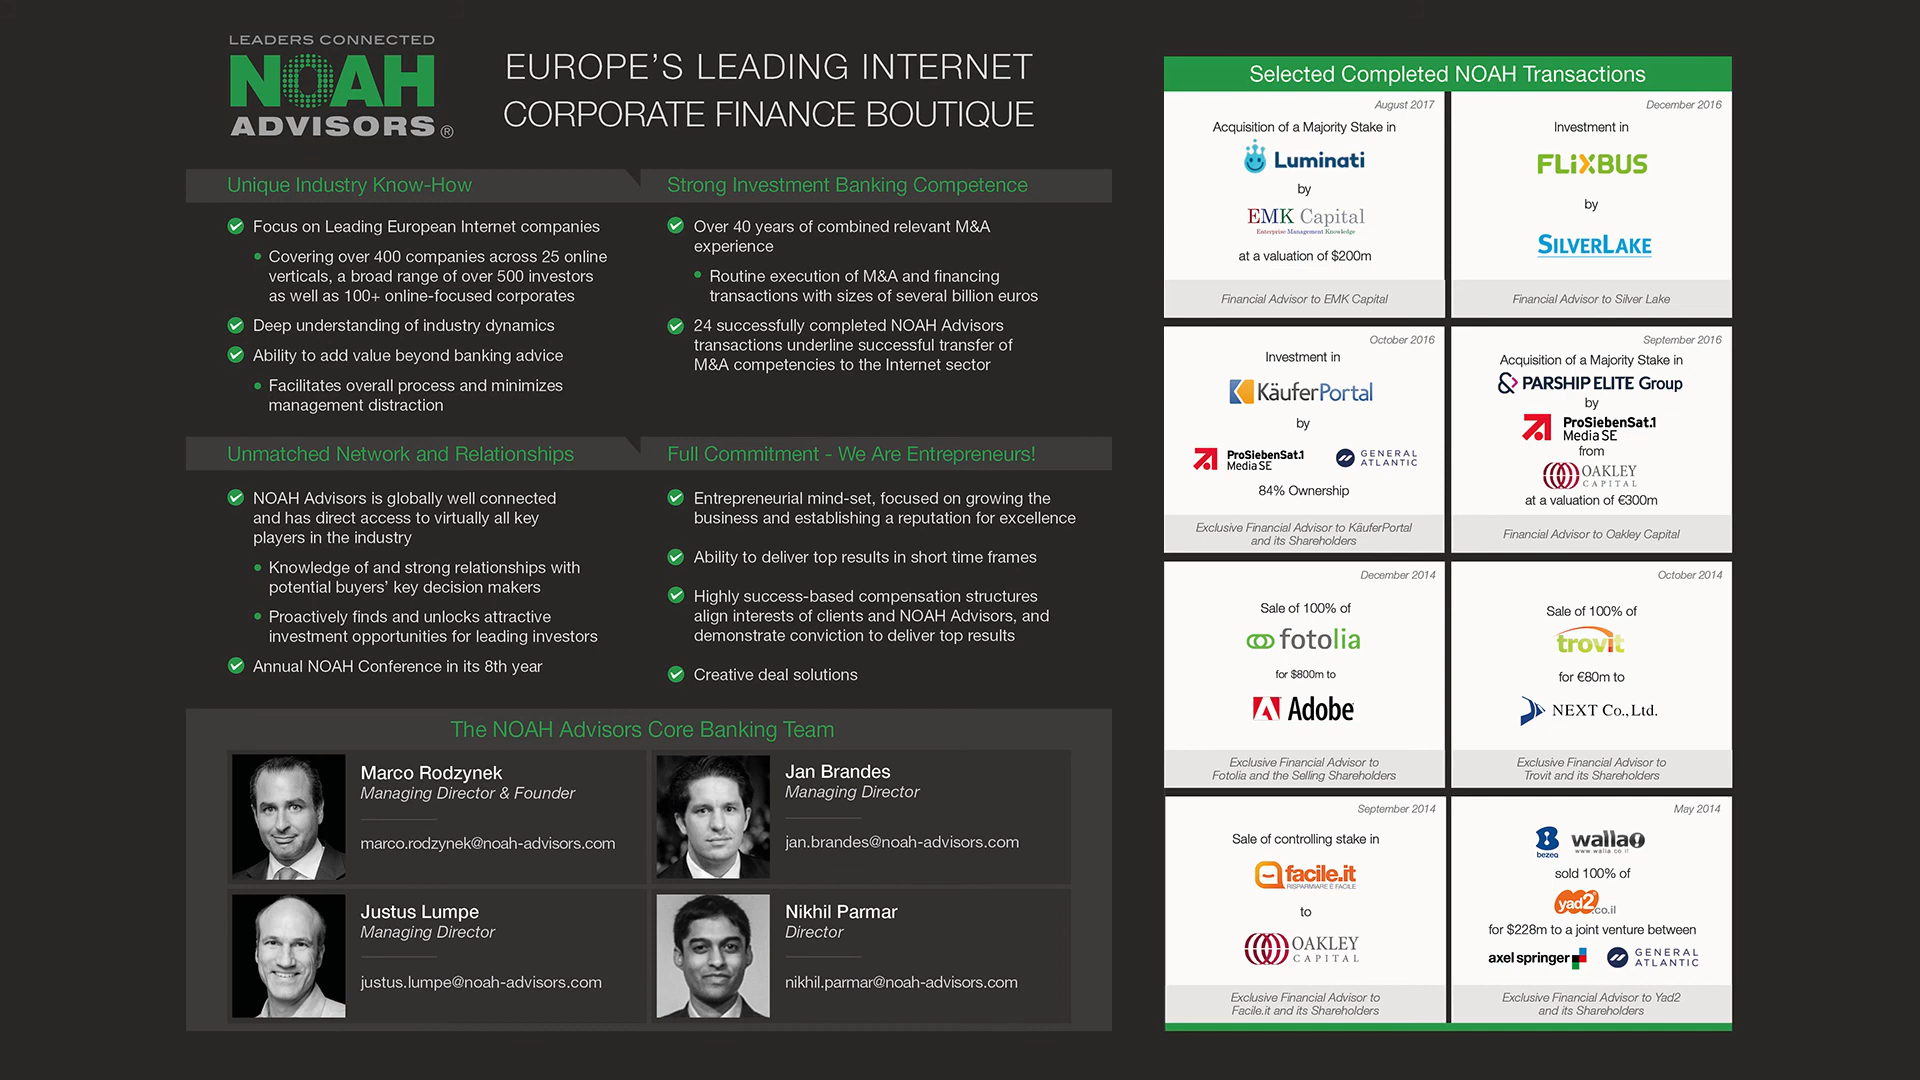 LEADERS CONNECTED
NOAH
ADVISORS®
EUROPE'S LEADING INTERNET
CORPORATE FINANCE BOUTIQUE
Unique Industry Know-How
Focus on Leading European Internet companies
Covering over 400 companies across 25 online
verticals, a broad range of over 500 investors
as well as 100+ online-focused corporates
Deep understanding of industry dynamics
Ability to add value beyond banking advice
Facilitates overall process and minimizes
management distraction
Strong Investment Banking Competence
Over 40 years of combined relevant M&A
experience
Routine execution of M&A and financing
transactions with sizes of several billion euros
24 successfully completed NOAH Advisors
transactions underline successful transfer of
M&A competencies to the Internet sector
Unmatched Network and Relationships
NOAH Advisors is globally well connected
and has direct access to virtually all key
players in the industry
Knowledge of and strong relationships with
potential buyers' key decision makers
Proactively finds and unlocks attractive
investment opportunities for leading investors
Annual NOAH Conference in its 8th year
Full Commitment - We Are Entrepreneurs!
Entrepreneurial mind-set, focused on growing the
business and establishing a reputation for excellence
Ability to deliver top results in short time frames
Highly success-based compensation structures
align interests of clients and NOAH Advisors, and
demonstrate conviction to deliver top results
Creative deal solutions
The NOAH Advisors Core Banking Team
Marco Rodzynek
Managing Director & Founder
marco.rodzynek@noah-advisors.com
Jan Brandes
Managing Director
jan.brandes@noah-advisors.com
Justus Lumpe
Managing Director
justus.lumpe@noah-advisors.com
Nikhil Parmar
Director
nikhil.parmar@noah-advisors.com
Selected Completed NOAH Transactions
August 2017
Acquisition of a Majority Stake in
Luminati
by
EMK Capital
Enterprise Management Knowledge
at a valuation of $200m
Financial Advisor to EMK Capital
December 2016
Investment in
FLiXBUS
by
SILVERLAKE
Financial Advisor to Silver Lake
October 2016
Investment in
KäuferPortal
by
ProSiebenSat.1
Media SE
GENERAL
ATLANTIC
84% Ownership
Exclusive Financial Advisor to KäuferPortal
and its Shareholders
September 2016
Acquisition of a Majority Stake in
PARSHIP ELITE Group
by
ProSiebenSat.1
Media SE
from
OAKLEY
CAPITAL
at a valuation of €300m
Financial Advisor to Oakley Capital
December 2014
Sale of 100% of
fotolia
for $800m to
Adobe
Exclusive Financial Advisor to
Fotolia and the Selling Shareholders
October 2014
Sale of 100% of
trovit
for €80m to
NEXT Co., Ltd.
Exclusive Financial Advisor to
Trovit and its Shareholders
September 2014
Sale of controlling stake in
facile.it
RISPARMIARE È FACILE
to
OAKLEY
CAPITAL
Exclusive Financial Advisor to
Facile.it and its Shareholders
May 2014
bezeq
walla!
www.walla.co.il
sold 100% of
yad2.co.il
for $228m to a joint venture between
axel springer
GENERAL
ATLANTIC
Exclusive Financial Advisor to Yad2
and its Shareholders